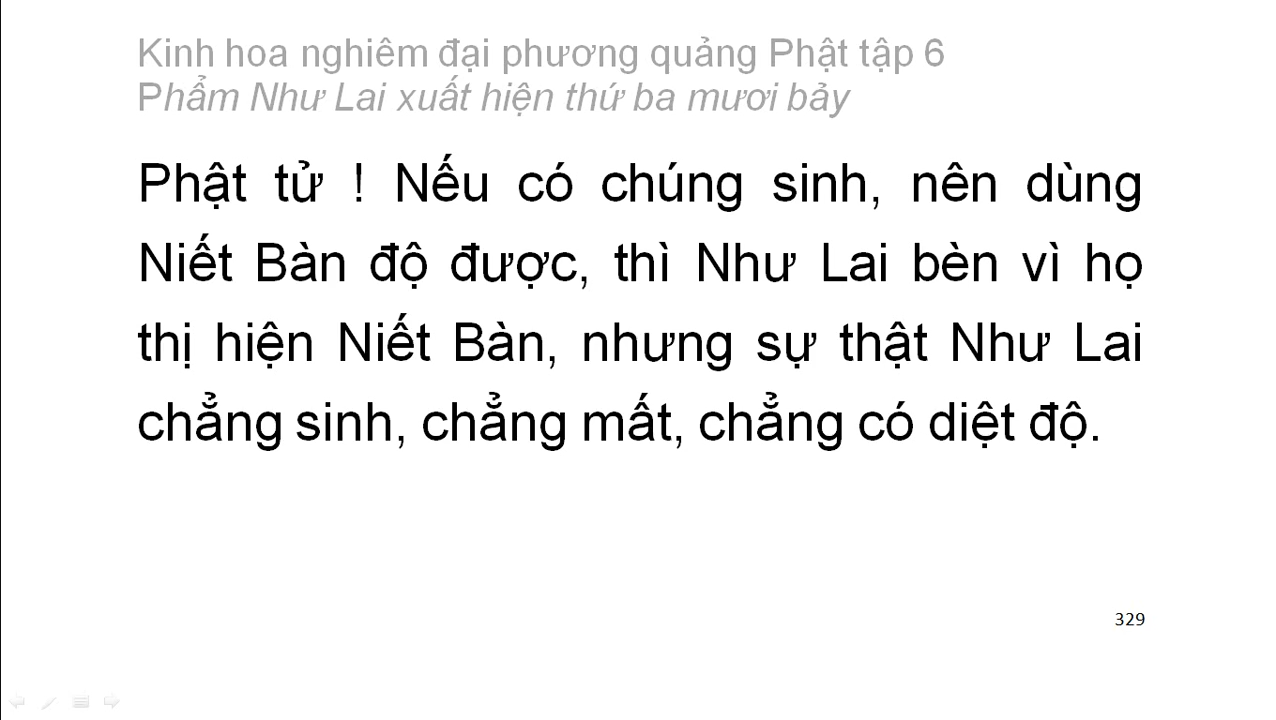 Kinh hoa nghiêm đại phương quảng Phật tập 6
Phẩm Như Lai xuất hiện thứ ba mươi bảy
Phật tử ! Nếu có chúng sinh, nên dùng
Niết Bàn độ được, thì Như Lai bèn vì họ
thị hiện Niết Bàn, nhưng sự thật Như Lai
chẳng sinh, chẳng mất, chẳng có diệt độ.
329